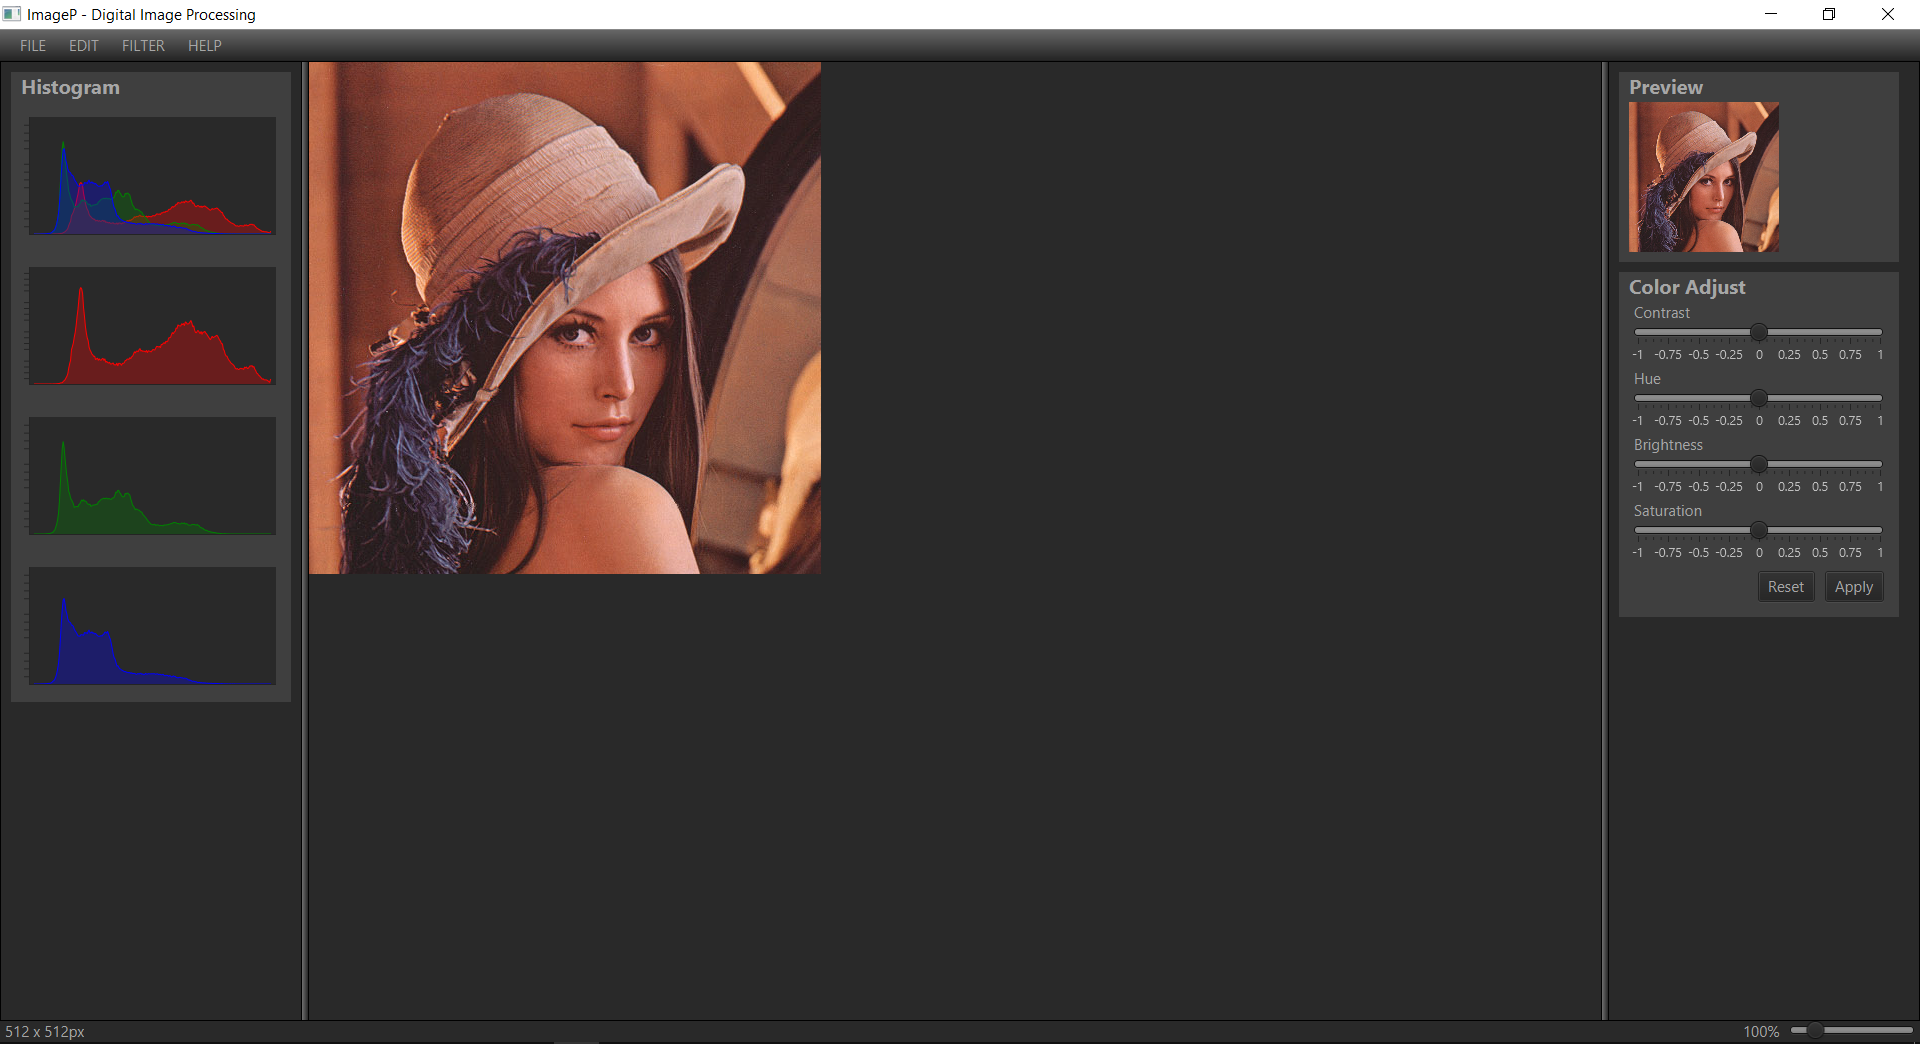 ImageP - Digital Image Processing
FILE EDIT FILTER HELP
Histogram
Preview
Color Adjust
Contrast
-1 -0.75 -0.5 -0.25 0 0.25 0.5 0.75 1
Hue
-1 -0.75 -0.5 -0.25 0 0.25 0.5 0.75 1
Brightness
-1 -0.75 -0.5 -0.25 0 0.25 0.5 0.75 1
Saturation
-1 -0.75 -0.5 -0.25 0 0.25 0.5 0.75 1
Reset Apply
512 x 512px
100%